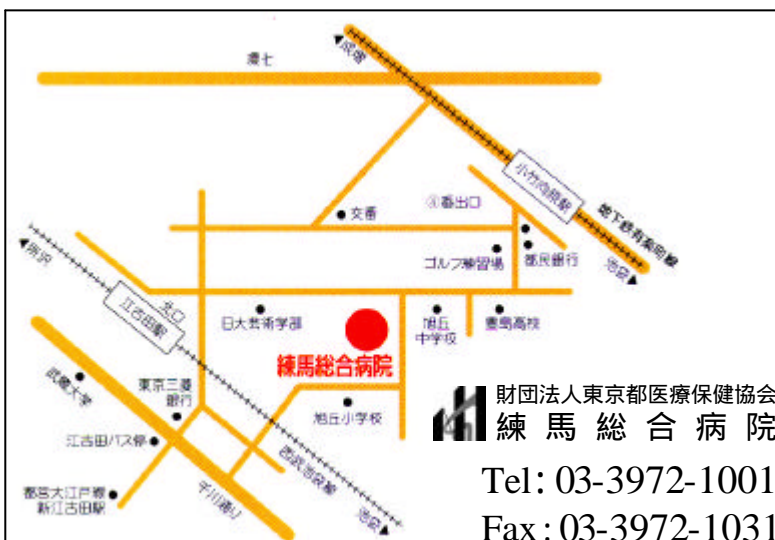 ▲成増
環七
小竹向原駅
地下鉄有楽町線
池袋▲
④番出口
●交番
ゴルフ練習場
都民銀行
▲所沢
北口
江古田駅
日大芸術学部
旭丘
中学校
豊島高校
練馬総合病院
武蔵大学
東京三菱
銀行
旭丘小学校
江古田バス停●
西武池袋線
都営大江戸線
新江古田駅
千川通り
池袋▲
財団法人東京都医療保健協会
練馬総合病院
Tel: 03-3972-1001
Fax: 03-3972-1031